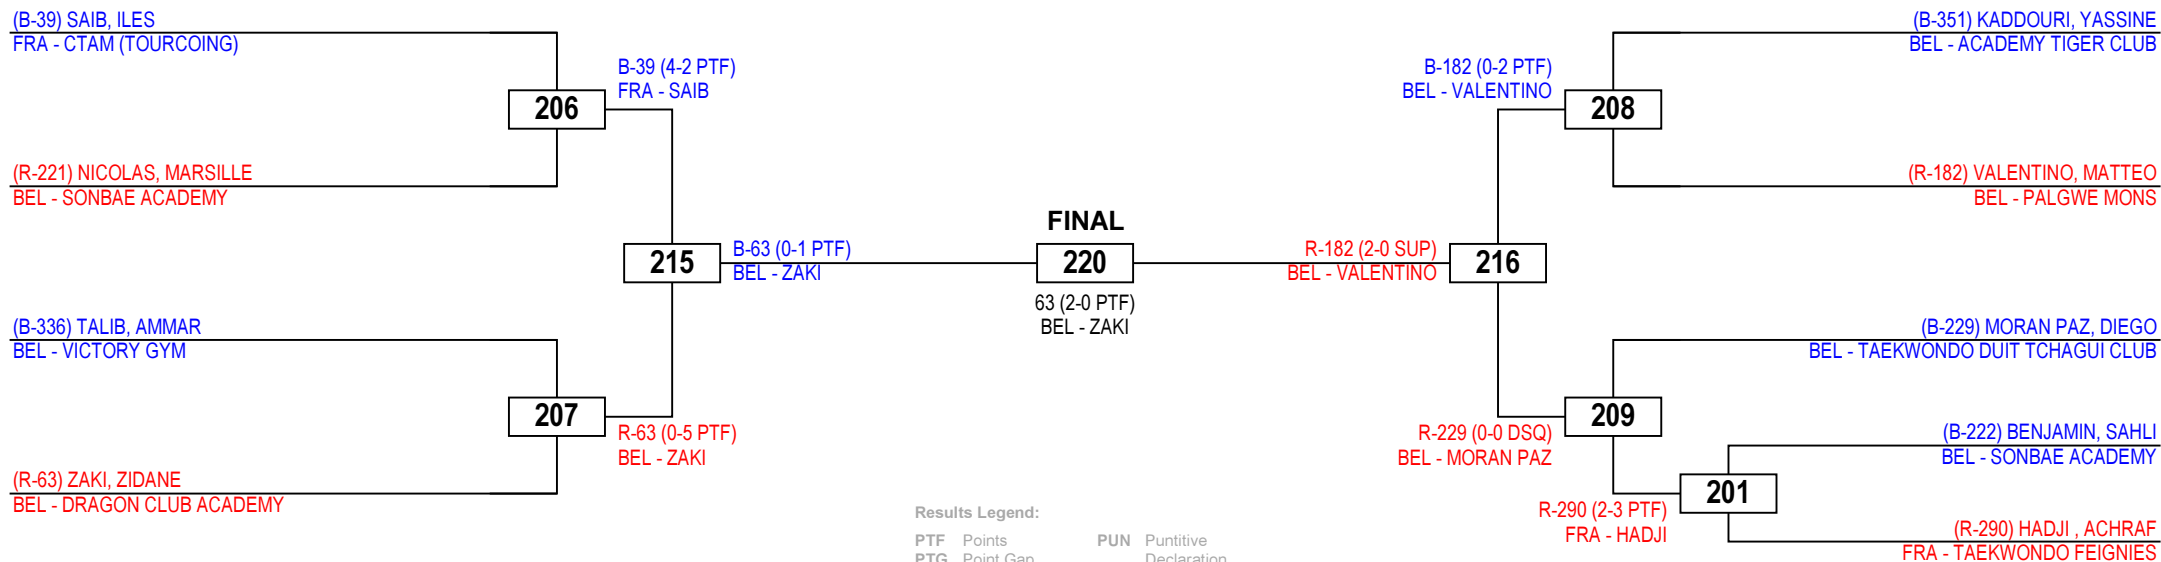 (B-39) SAIB, ILES
FRA - CTAM (TOURCOING)
B-39 (4-2 PTF)
FRA - SAIB
206
(R-221) NICOLAS, MARSILLE
BEL - SONBAE ACADEMY
215
B-63 (0-1 PTF)
BEL - ZAKI
(B-336) TALIB, AMMAR
BEL - VICTORY GYM
207
R-63 (0-5 PTF)
BEL - ZAKI
(R-63) ZAKI, ZIDANE
BEL - DRAGON CLUB ACADEMY
FINAL
220
63 (2-0 PTF)
BEL - ZAKI
(B-351) KADDOURI, YASSINE
BEL - ACADEMY TIGER CLUB
B-182 (0-2 PTF)
BEL - VALENTINO
208
(R-182) VALENTINO, MATTEO
BEL - PALGWE MONS
R-182 (2-0 SUP)
BEL - VALENTINO
216
(B-229) MORAN PAZ, DIEGO
BEL - TAEKWONDO DUIT TCHAGUI CLUB
209
R-229 (0-0 DSQ)
BEL - MORAN PAZ
(B-222) BENJAMIN, SAHLI
BEL - SONBAE ACADEMY
201
R-290 (2-3 PTF)
FRA - HADJI
(R-290) HADJI , ACHRAF
FRA - TAEKWONDO FEIGNIES
Results Legend:
PTF Points
PTG Point Gap
PUN Puntitive
Declaration